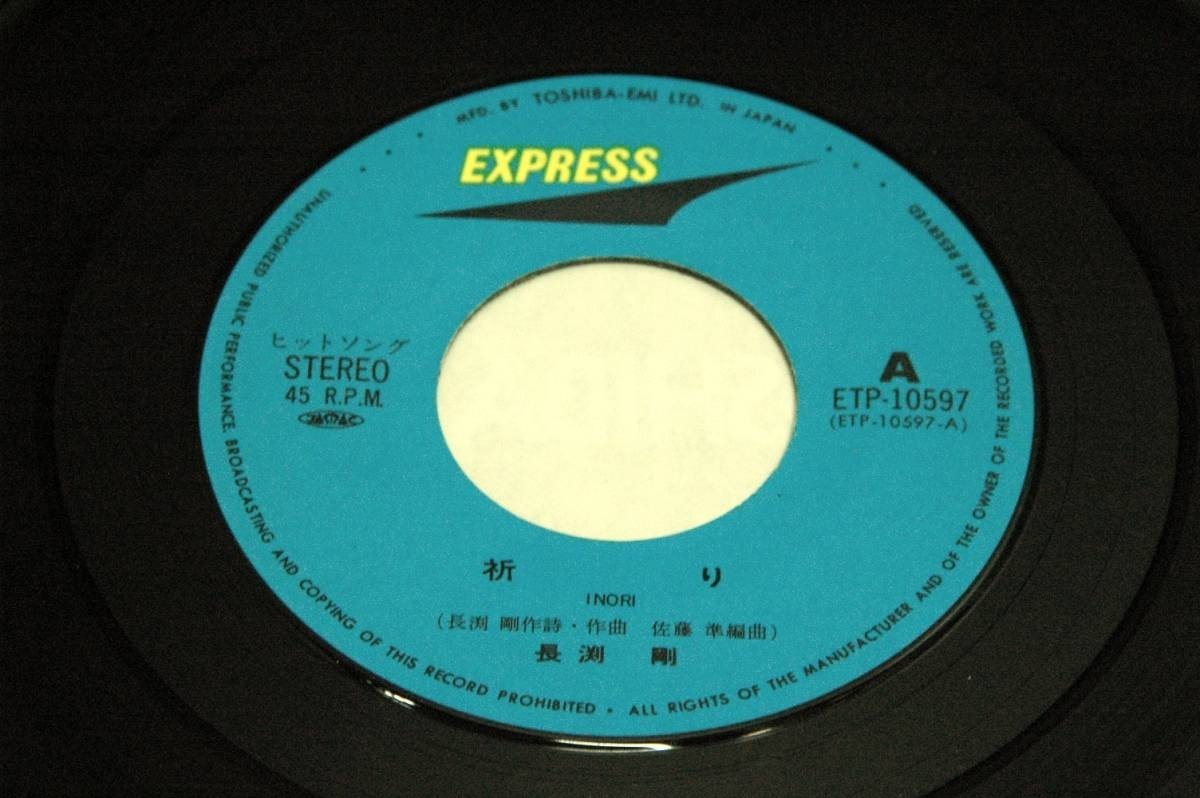 MFD. BY TOSHIBA-EMI LTD. IN JAPAN
EXPRESS
ヒットソング
STEREO
45 R.P.M.
JASRAC
A
ETP-10597
(ETP-10597-A)
祈り
INORI
(長渕 剛作詩・作曲 佐藤 準編曲)
長渕 剛
UNAUTHORIZED PUBLIC PERFORMANCE, BROADCASTING AND COPYING OF THIS RECORD PROHIBITED • ALL RIGHTS OF THE MANUFACTURER AND OF THE OWNER OF THE RECORDED WORK ARE RESERVED